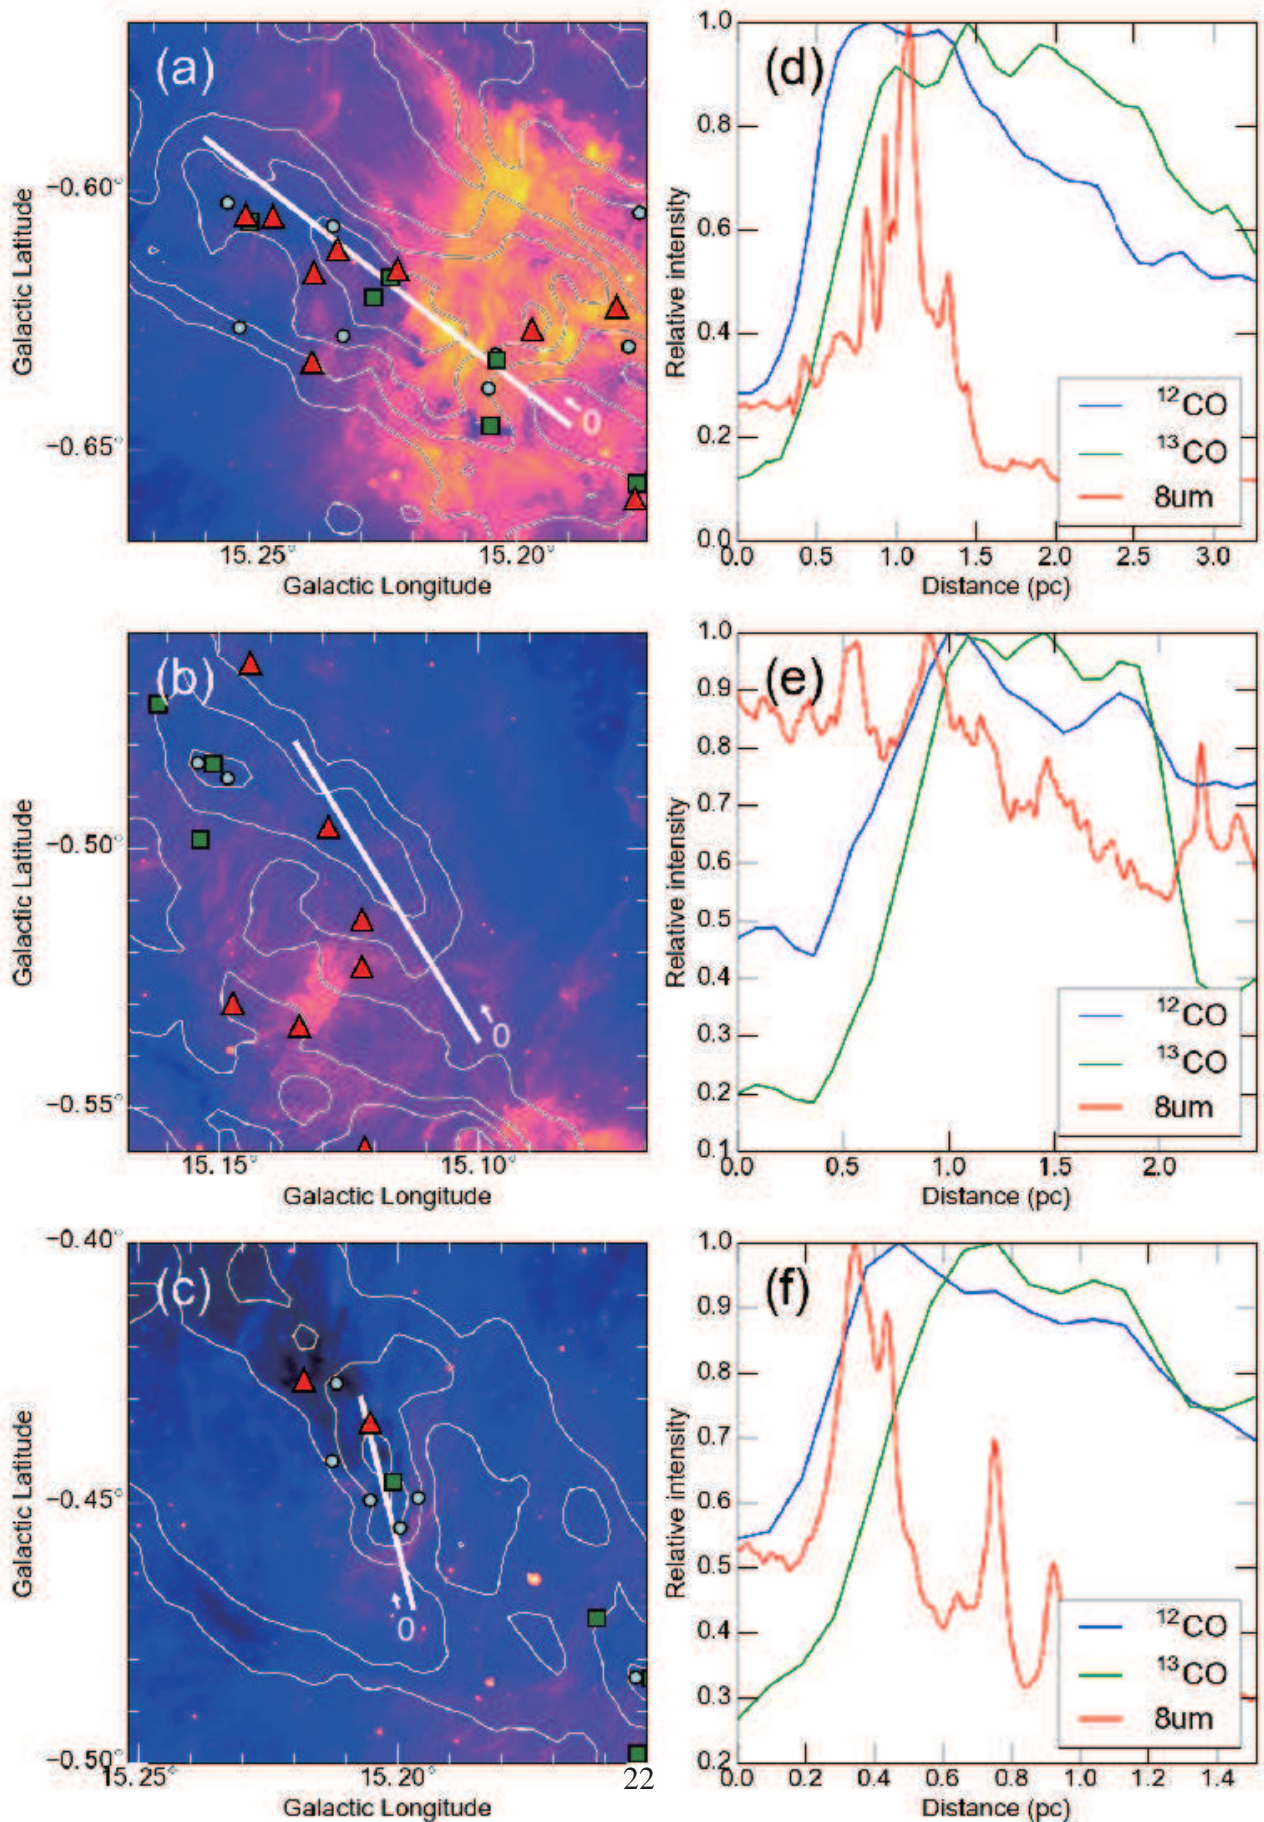 (a)
Galactic Latitude
−0.60°
−0.65°
0
15.25°
15.20°
Galactic Longitude
(d)
Relative intensity
1.0
0.8
0.6
0.4
0.2
0.0
¹²CO
¹³CO
8um
0.0 0.5 1.0 1.5 2.0 2.5 3.0
Distance (pc)
(b)
Galactic Latitude
−0.50°
−0.55°
0
15.15°
15.10°
Galactic Longitude
(e)
Relative intensity
1.0
0.9
0.8
0.7
0.6
0.5
0.4
0.3
0.2
0.1
¹²CO
¹³CO
8um
0.0 0.5 1.0 1.5 2.0
Distance (pc)
(c)
Galactic Latitude
−0.40°
−0.45°
−0.50°
0
15.25°
15.20°
22
Galactic Longitude
(f)
Relative intensity
1.0
0.9
0.8
0.7
0.6
0.5
0.4
0.3
0.2
¹²CO
¹³CO
8um
0.0 0.2 0.4 0.6 0.8 1.0 1.2 1.4
Distance (pc)